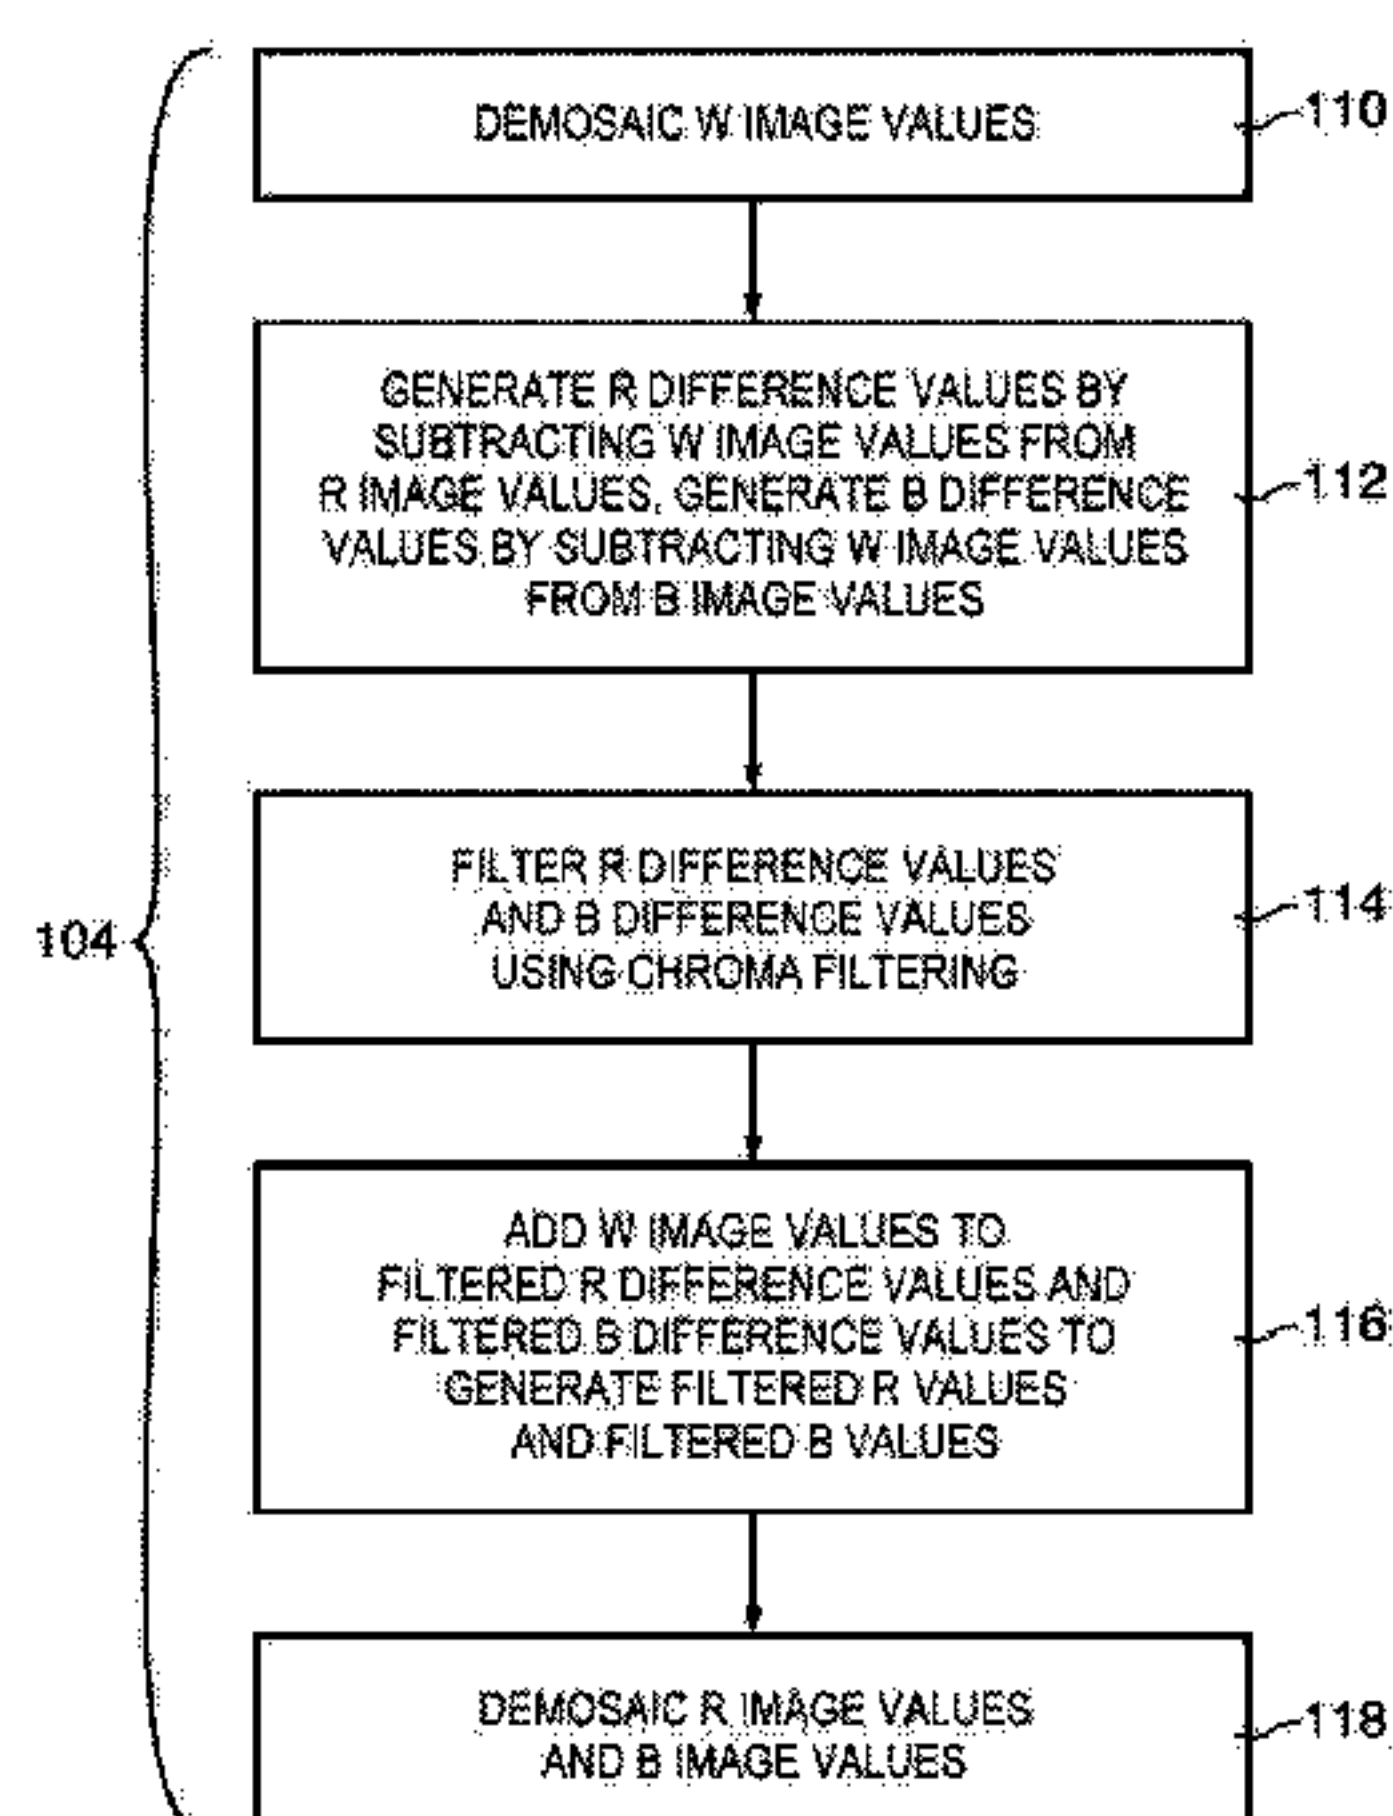 DEMOSAIC W IMAGE VALUES
110
GENERATE R DIFFERENCE VALUES BY
SUBTRACTING W IMAGE VALUES FROM
R IMAGE VALUES, GENERATE B DIFFERENCE
VALUES BY SUBTRACTING W IMAGE VALUES
FROM B IMAGE VALUES
112
FILTER R DIFFERENCE VALUES
AND B DIFFERENCE VALUES
USING CHROMA FILTERING
114
104
ADD W IMAGE VALUES TO
FILTERED R DIFFERENCE VALUES AND
FILTERED B DIFFERENCE VALUES TO
GENERATE FILTERED R VALUES
AND FILTERED B VALUES
116
DEMOSAIC R IMAGE VALUES
AND B IMAGE VALUES
118